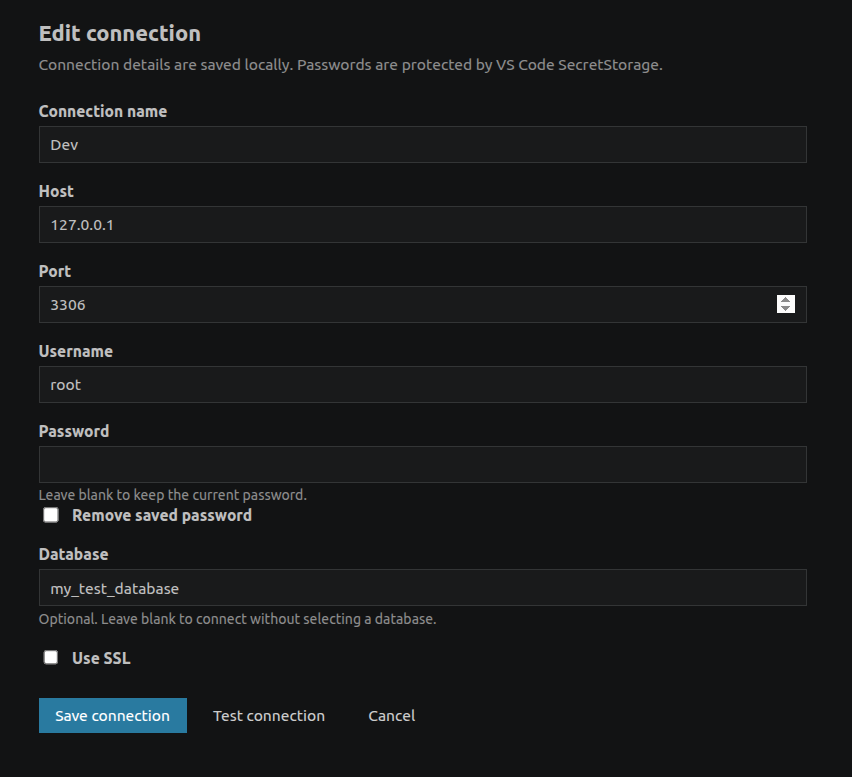 Edit connection
Connection details are saved locally. Passwords are protected by VS Code SecretStorage.
Connection name
Dev
Host
127.0.0.1
Port
3306
Username
root
Password
Leave blank to keep the current password.
Remove saved password
Database
my_test_database
Optional. Leave blank to connect without selecting a database.
Use SSL
Save connection Test connection Cancel